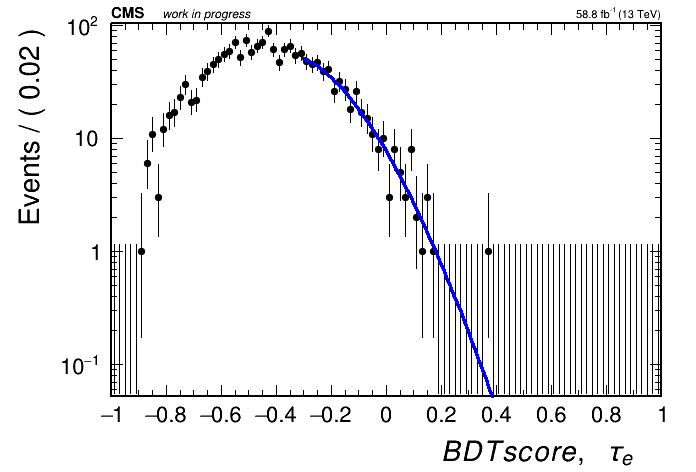 CMS work in progress 58.8 fb⁻¹ (13 TeV)
Events / ( 0.02 )
10²
10
1
10⁻¹
−1 −0.8 −0.6 −0.4 −0.2 0 0.2 0.4 0.6 0.8 1
BDTscore, τₑ